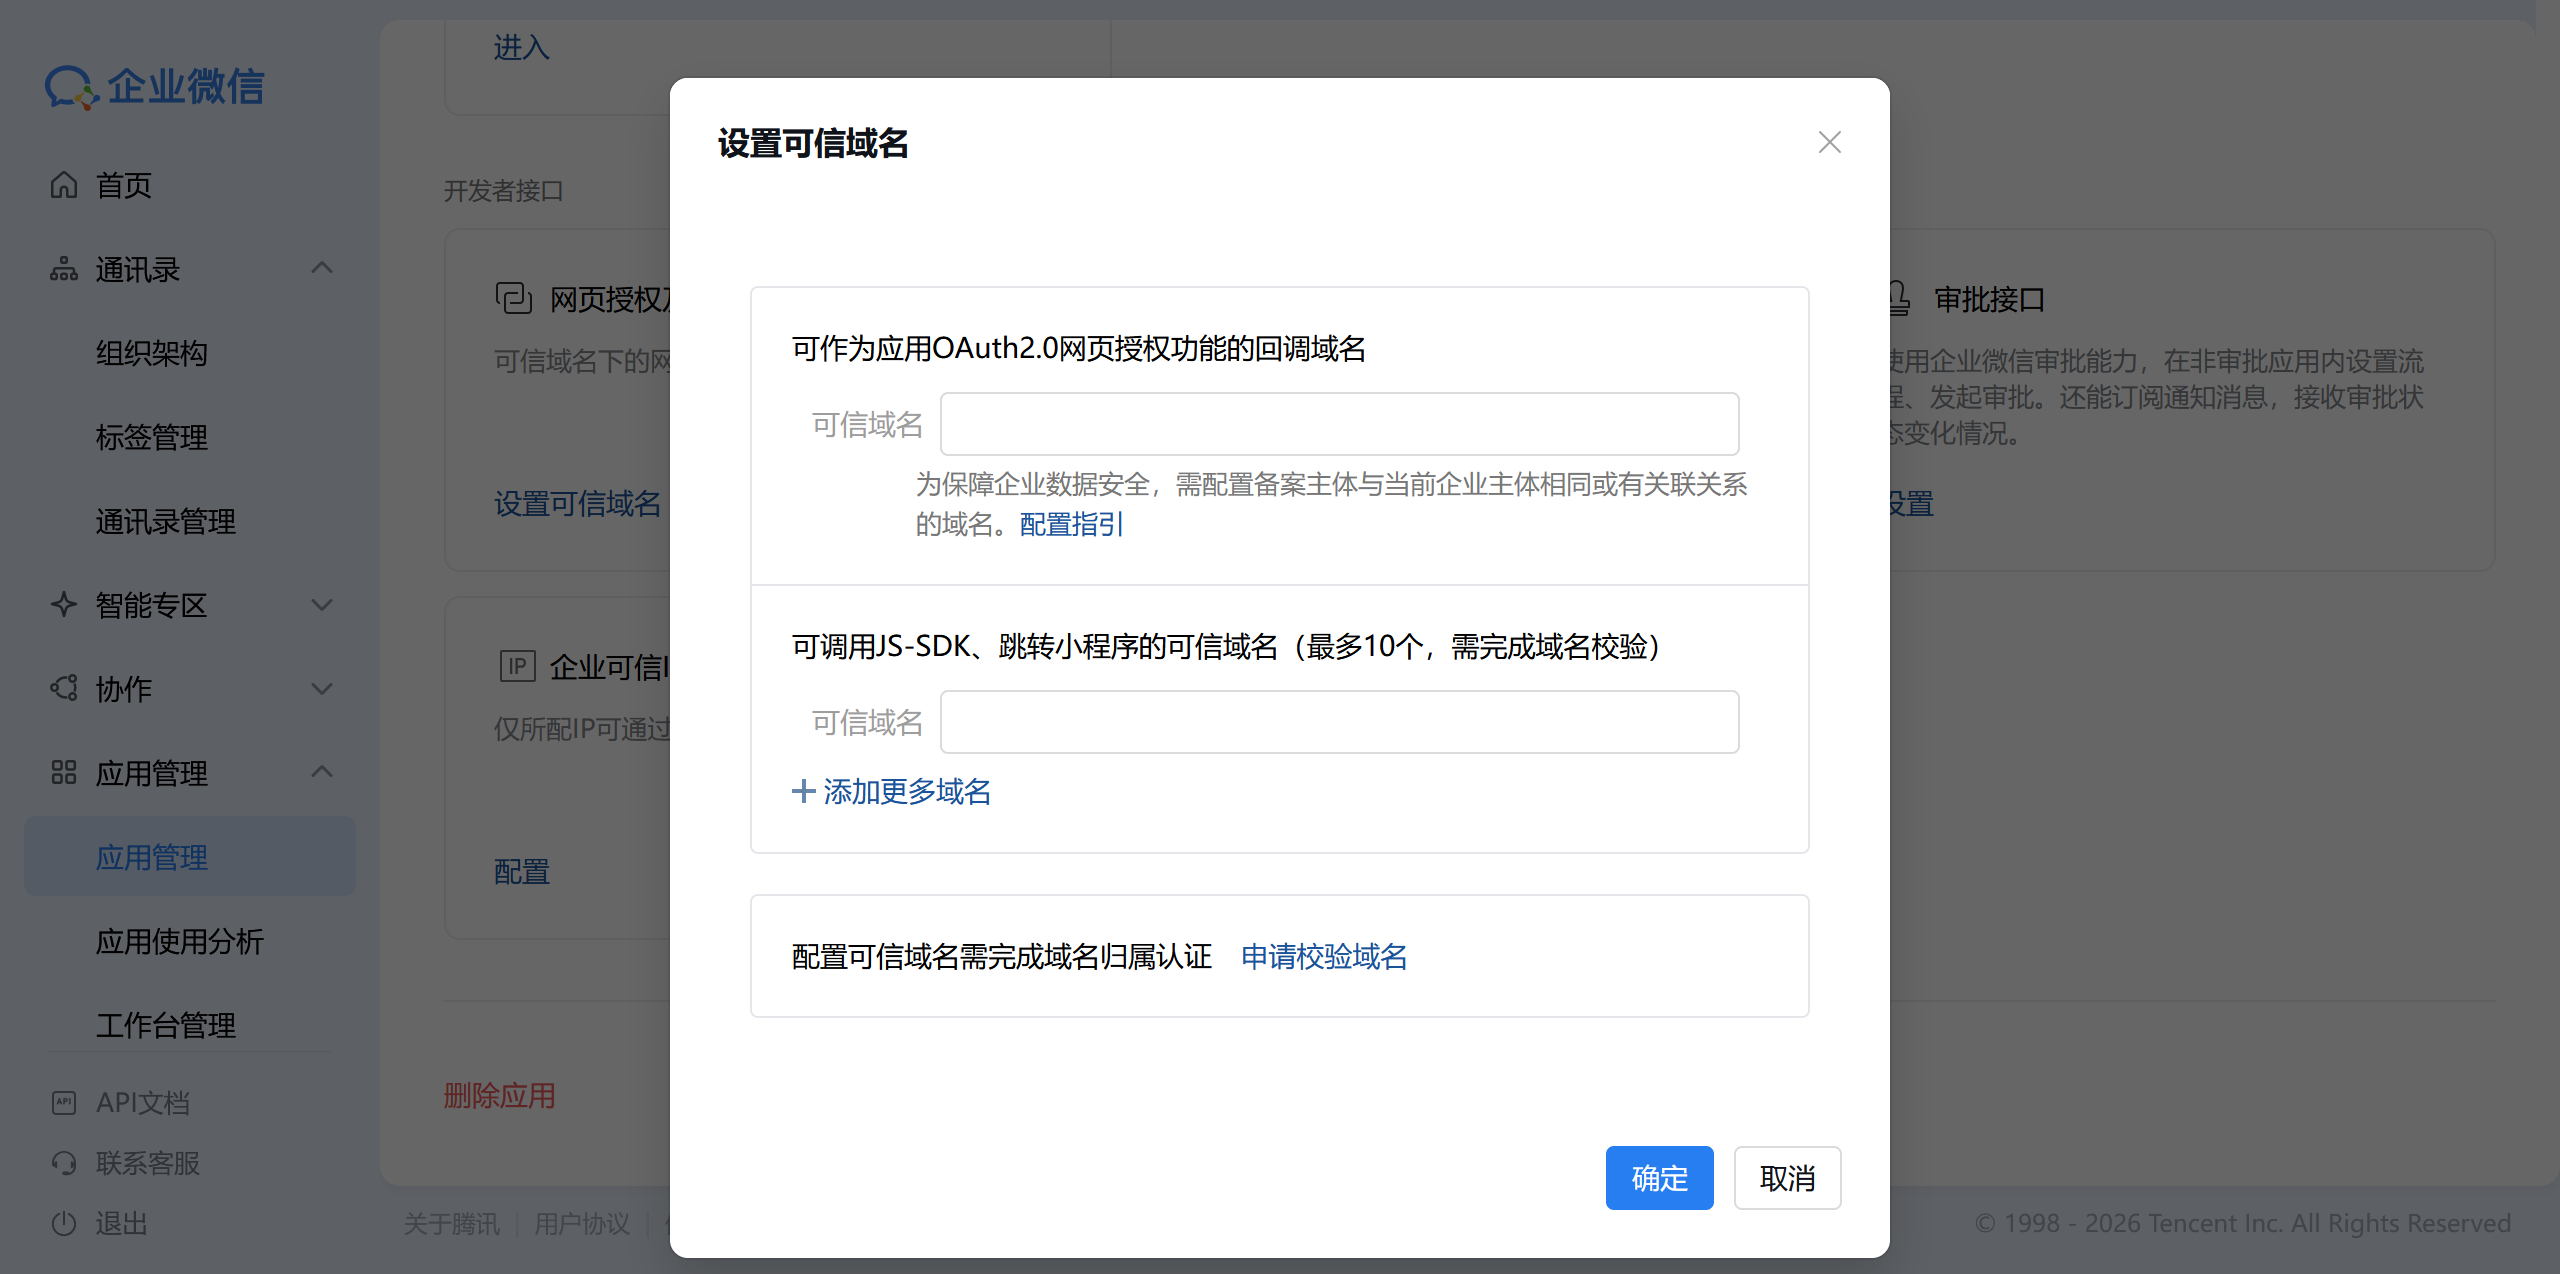 企业微信
首页
通讯录
组织架构
标签管理
通讯录管理
智能专区
协作
应用管理
应用管理
应用使用分析
工作台管理
API文档
联系客服
退出
进入
开发者接口
网页授权及
可信域名下的网
设置可信域名
IP 企业可信I
仅所配IP可通过
配置
删除应用
设置可信域名
可作为应用OAuth2.0网页授权功能的回调域名
可信域名
为保障企业数据安全，需配置备案主体与当前企业主体相同或有关联关系
的域名。配置指引
可调用JS-SDK、跳转小程序的可信域名（最多10个，需完成域名校验）
可信域名
添加更多域名
配置可信域名需完成域名归属认证 申请校验域名
确定 取消
审批接口
使用企业微信审批能力，在非审批应用内设置流
程、发起审批。还能订阅通知消息，接收审批状
态变化情况。
设置
关于腾讯 用户协议
© 1998 - 2026 Tencent Inc. All Rights Reserved